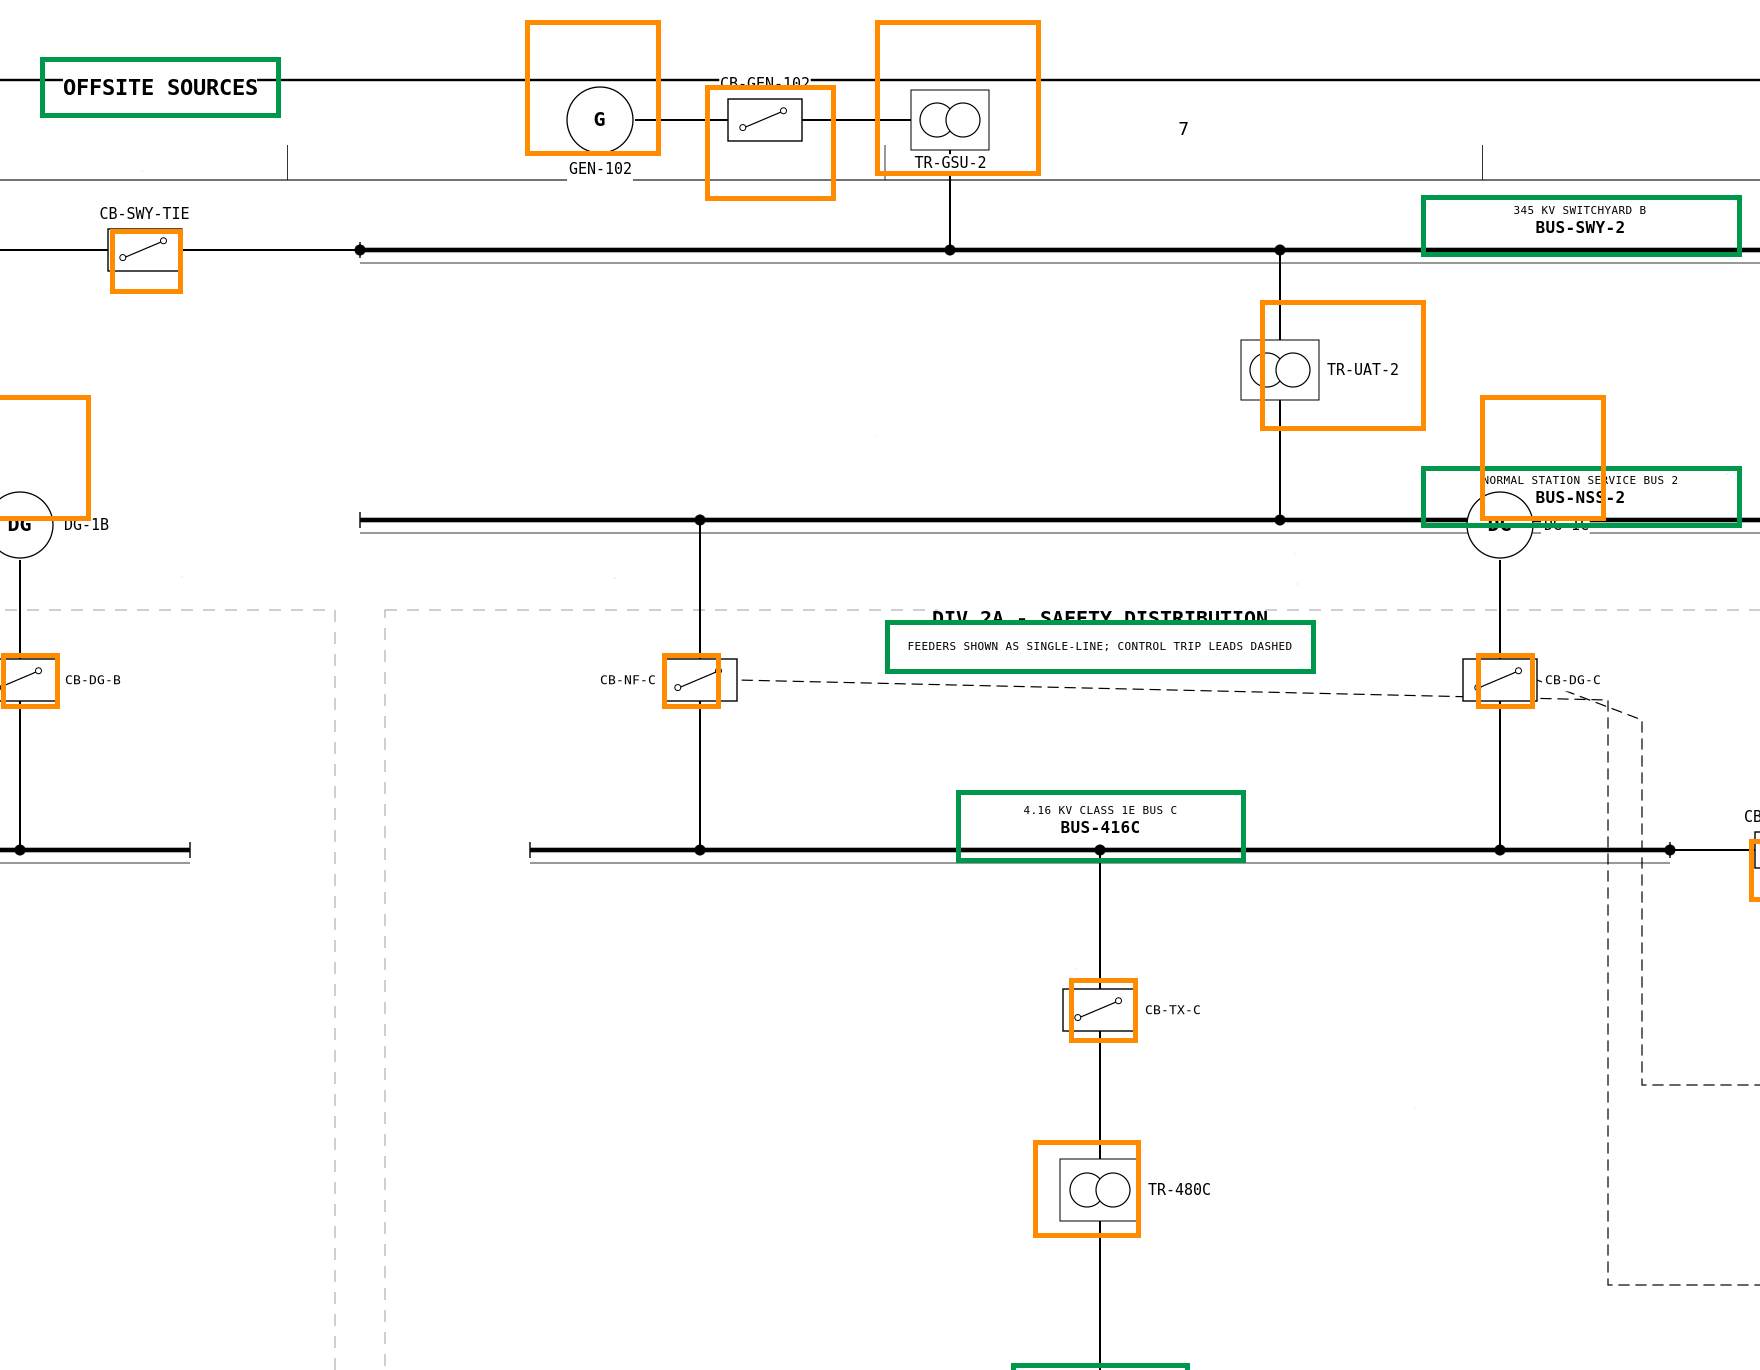 OFFSITE SOURCES
CB-GEN-102
G
GEN-102
TR-GSU-2
7
CB-SWY-TIE
345 KV SWITCHYARD B
BUS-SWY-2
TR-UAT-2
NORMAL STATION SERVICE BUS 2
BUS-NSS-2
DG
DG-1B
DG
DG-1C
DIV 2A - SAFETY DISTRIBUTION
FEEDERS SHOWN AS SINGLE-LINE; CONTROL TRIP LEADS DASHED
CB-DG-B
CB-NF-C
CB-DG-C
4.16 KV CLASS 1E BUS C
BUS-416C
CB
CB-TX-C
TR-480C